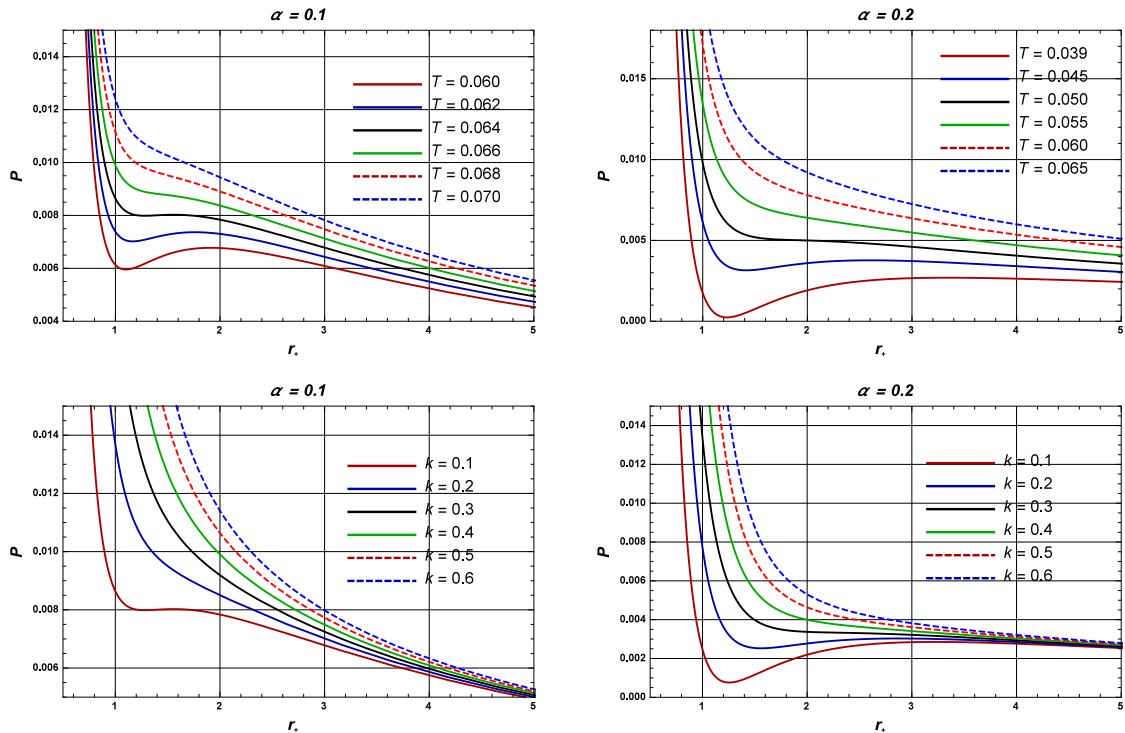 α = 0.1
0.014
0.012
0.010
0.008
0.006
0.004
P
1
2
3
4
5
r₊
T = 0.060
T = 0.062
T = 0.064
T = 0.066
T = 0.068
T = 0.070
α = 0.2
0.015
0.010
0.005
0.000
P
1
2
3
4
5
r₊
T = 0.039
T = 0.045
T = 0.050
T = 0.055
T = 0.060
T = 0.065
α = 0.1
0.014
0.012
0.010
0.008
0.006
P
1
2
3
4
5
r₊
k = 0.1
k = 0.2
k = 0.3
k = 0.4
k = 0.5
k = 0.6
α = 0.2
0.014
0.012
0.010
0.008
0.006
0.004
0.002
0.000
P
1
2
3
4
5
r₊
k = 0.1
k = 0.2
k = 0.3
k = 0.4
k = 0.5
k = 0.6